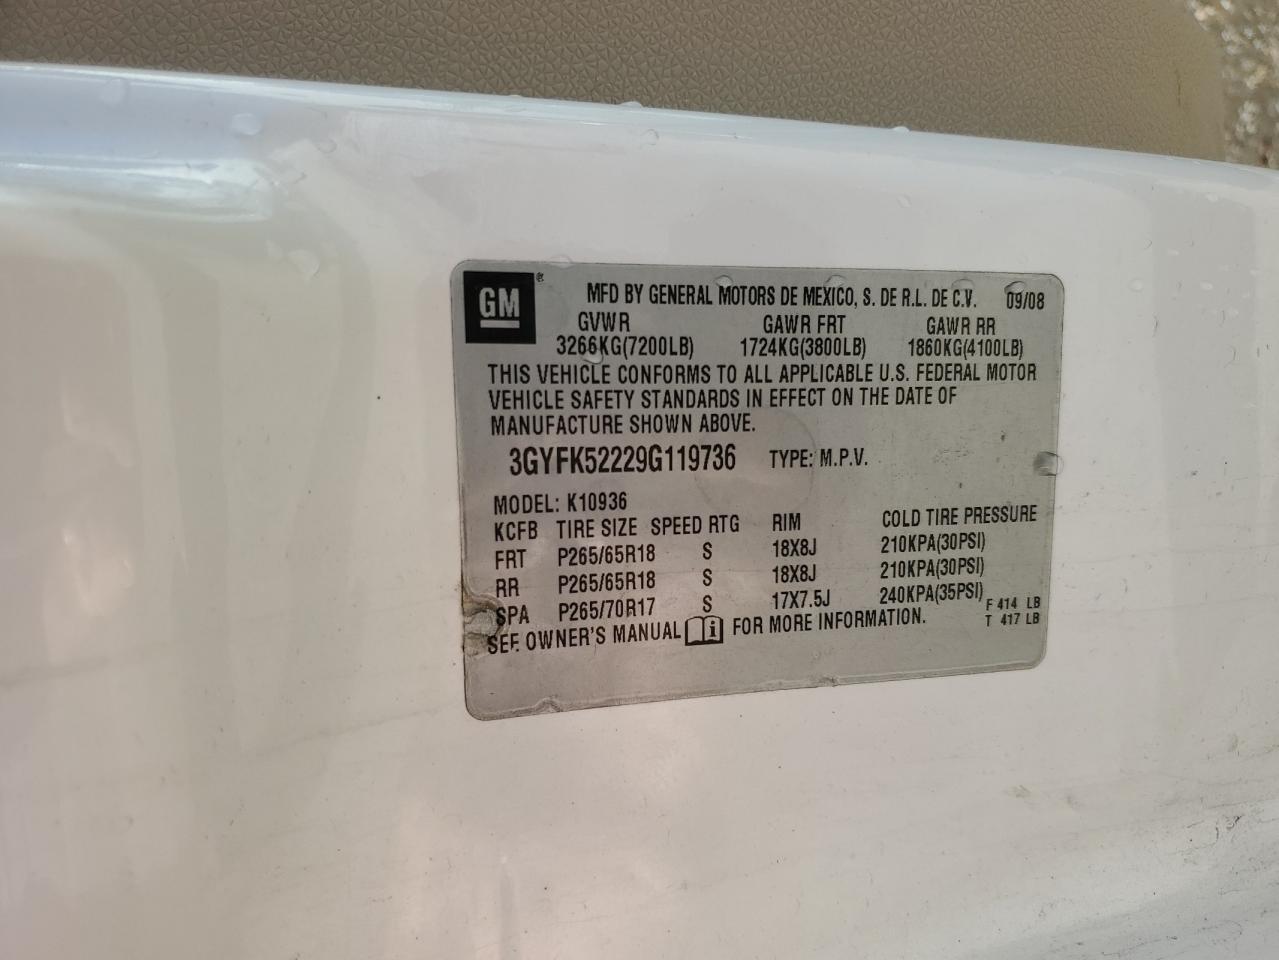 GM ® MFD BY GENERAL MOTORS DE MEXICO, S. DE R.L. DE C.V. 09/08
GVWR GAWR FRT GAWR RR
3266KG(7200LB) 1724KG(3800LB) 1860KG(4100LB)
THIS VEHICLE CONFORMS TO ALL APPLICABLE U.S. FEDERAL MOTOR
VEHICLE SAFETY STANDARDS IN EFFECT ON THE DATE OF
MANUFACTURE SHOWN ABOVE.
3GYFK52229G119736 TYPE: M.P.V.
MODEL: K10936
KCFB TIRE SIZE SPEED RTG RIM COLD TIRE PRESSURE
FRT P265/65R18 S 18X8J 210KPA(30PSI)
RR P265/65R18 S 18X8J 210KPA(30PSI)
SPA P265/70R17 S 17X7.5J 240KPA(35PSI) F 414 LB
SEE OWNER'S MANUAL FOR MORE INFORMATION. T 417 LB